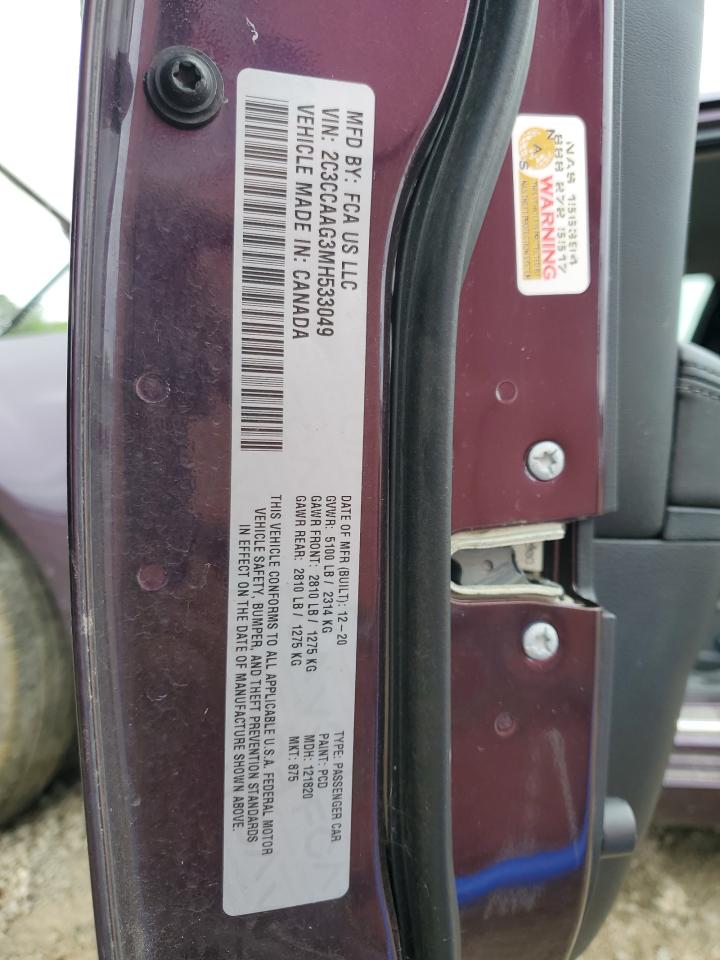 MFD BY: FCA US LLC
VIN: 2C3CCAAG3MH533049
VEHICLE MADE IN: CANADA
DATE OF MFR (BUILT): 12-20
GVWR: 5100 LB / 2314 KG
GAWR FRONT: 2810 LB / 1275 KG
GAWR REAR: 2810 LB / 1275 KG
TYPE: PASSENGER CAR
PAINT: PCD
MDH: 121820
MKT: 875
THIS VEHICLE CONFORMS TO ALL APPLICABLE U.S.A. FEDERAL MOTOR
VEHICLE SAFETY, BUMPER, AND THEFT PREVENTION STANDARDS
IN EFFECT ON THE DATE OF MANUFACTURE SHOWN ABOVE.
N A S
WARNING